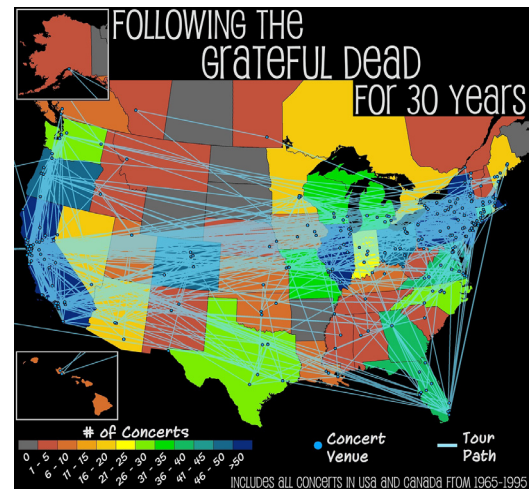 Following the
Grateful Dead
for 30 Years
# of Concerts
0
1 - 5
6 - 10
11 - 15
16 - 20
21 - 25
26 - 30
31 - 35
36 - 40
41 - 45
46 - 50
>50
Concert
Venue
Tour
Path
Includes all concerts in USA and Canada from 1965-1995